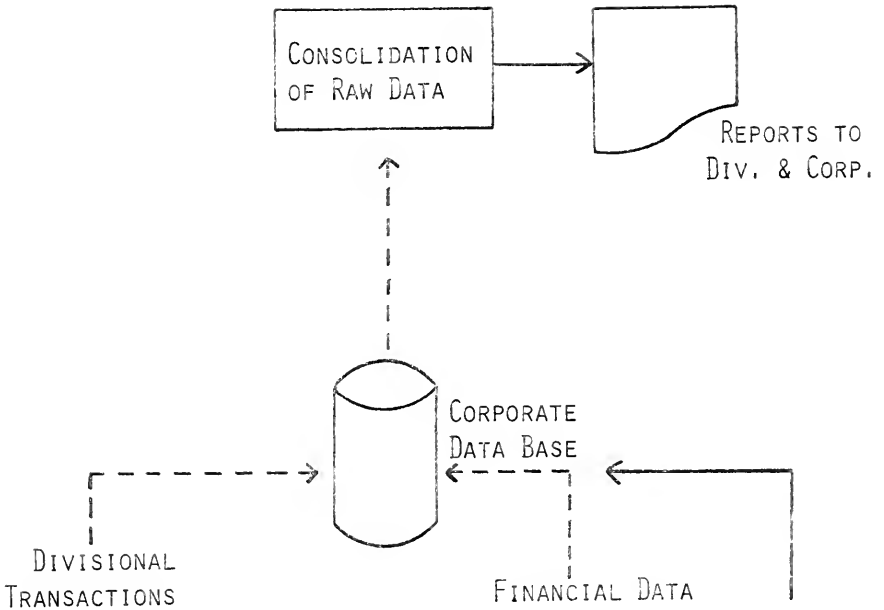 CONSOLIDATION
OF RAW DATA
REPORTS TO
DIV. & CORP.
CORPORATE
DATA BASE
DIVISIONAL
TRANSACTIONS
FINANCIAL DATA